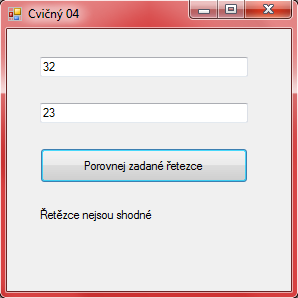 Cvičný 04
32
23
Porovnej zadané řetezce
Řetězce nejsou shodné